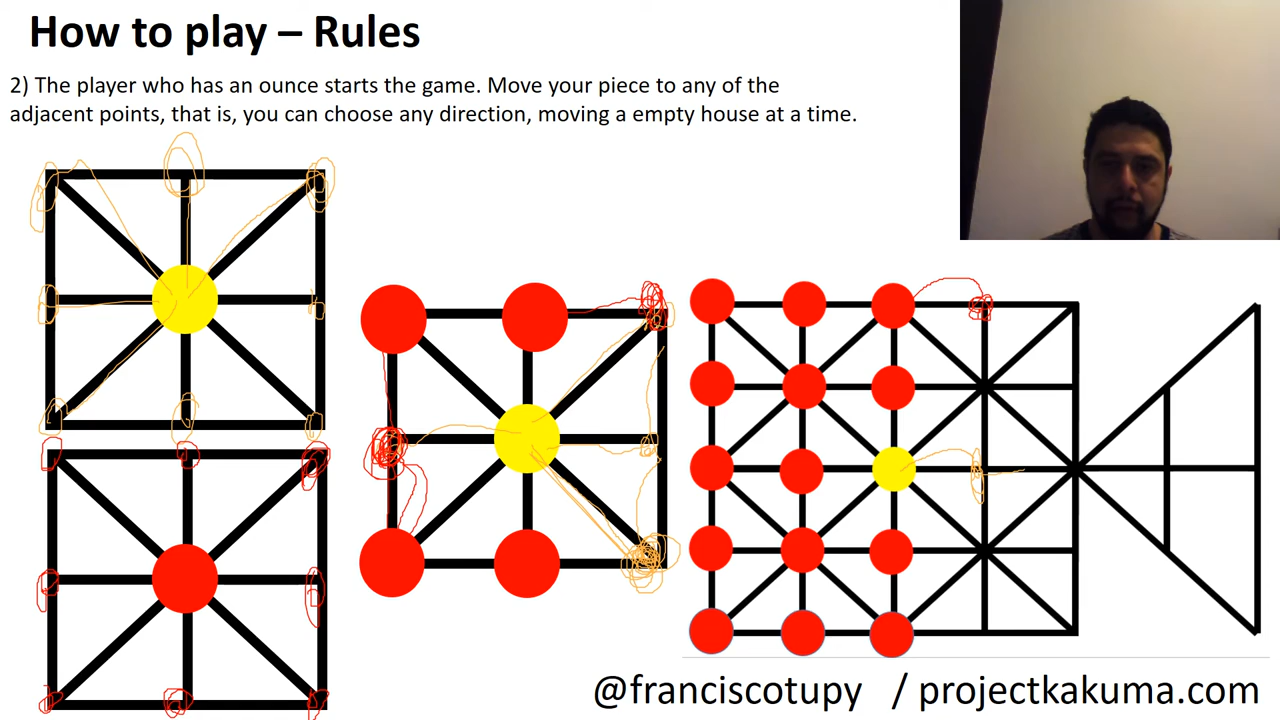 How to play – Rules
2) The player who has an ounce starts the game. Move your piece to any of the
adjacent points, that is, you can choose any direction, moving a empty house at a time.
@franciscotupy / projectkakuma.com